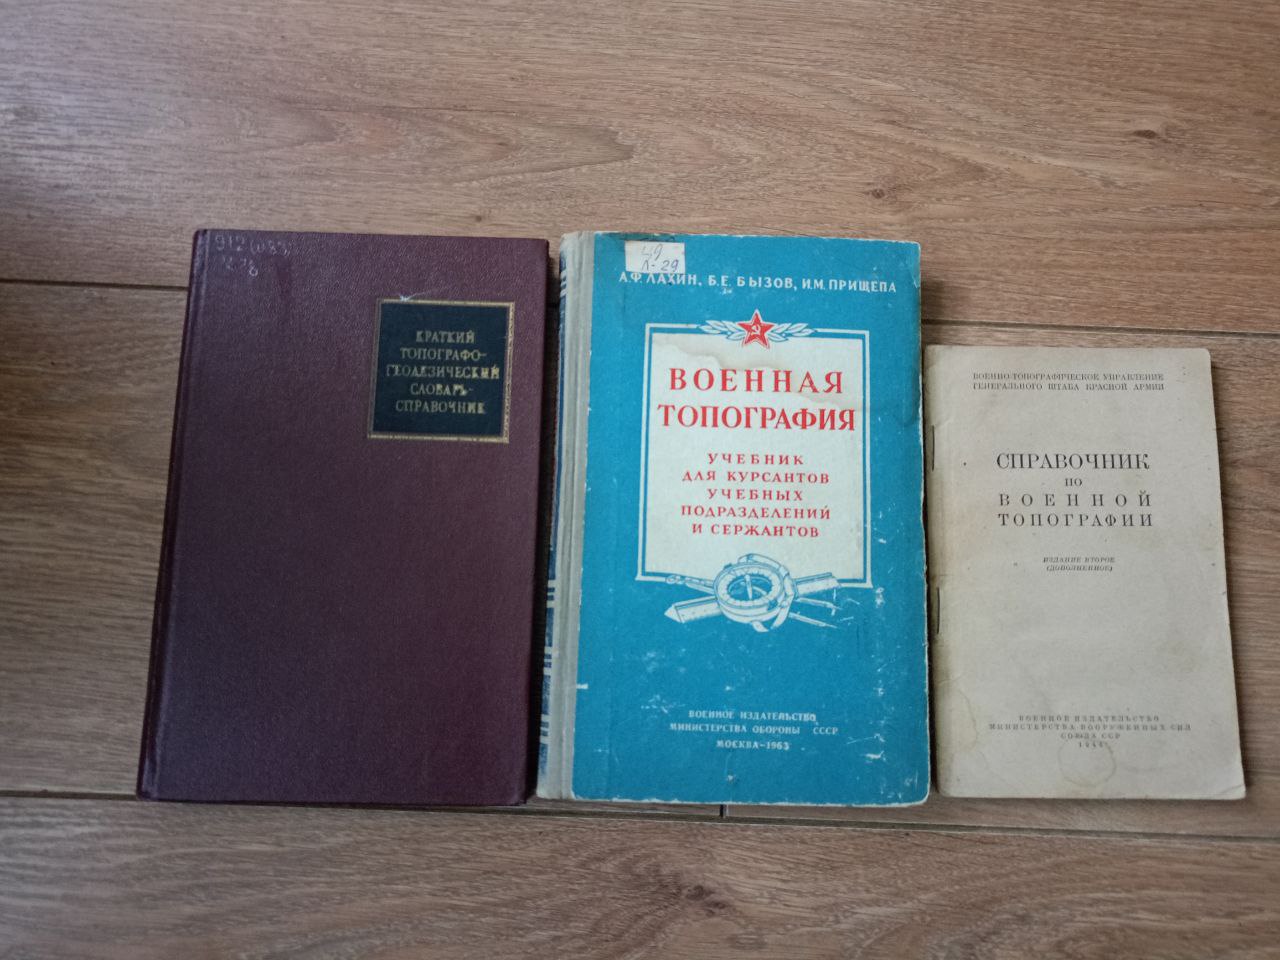 КРАТКИЙ
ТОПОГРАФО-
ГЕОДЕЗИЧЕСКИЙ
СЛОВАРЬ-
СПРАВОЧНИК
49
Л-29
А.Ф. ЛАХИН, Б.Е. БЫЗОВ, И.М. ПРИЩЕПА
ВОЕННАЯ
ТОПОГРАФИЯ
УЧЕБНИК
ДЛЯ КУРСАНТОВ
УЧЕБНЫХ
ПОДРАЗДЕЛЕНИЙ
И СЕРЖАНТОВ
ВОЕННОЕ ИЗДАТЕЛЬСТВО
МИНИСТЕРСТВА ОБОРОНЫ СССР
МОСКВА-1963
ВОЕННО-ТОПОГРАФИЧЕСКОЕ УПРАВЛЕНИЕ
ГЕНЕРАЛЬНОГО ШТАБА КРАСНОЙ АРМИИ
СПРАВОЧНИК
ПО
ВОЕННОЙ
ТОПОГРАФИИ
ИЗДАНИЕ ВТОРОЕ
(ДОПОЛНЕННОЕ)
ВОЕННОЕ ИЗДАТЕЛЬСТВО
МИНИСТЕРСТВА ВООРУЖЕННЫХ СИЛ
СОЮЗА ССР